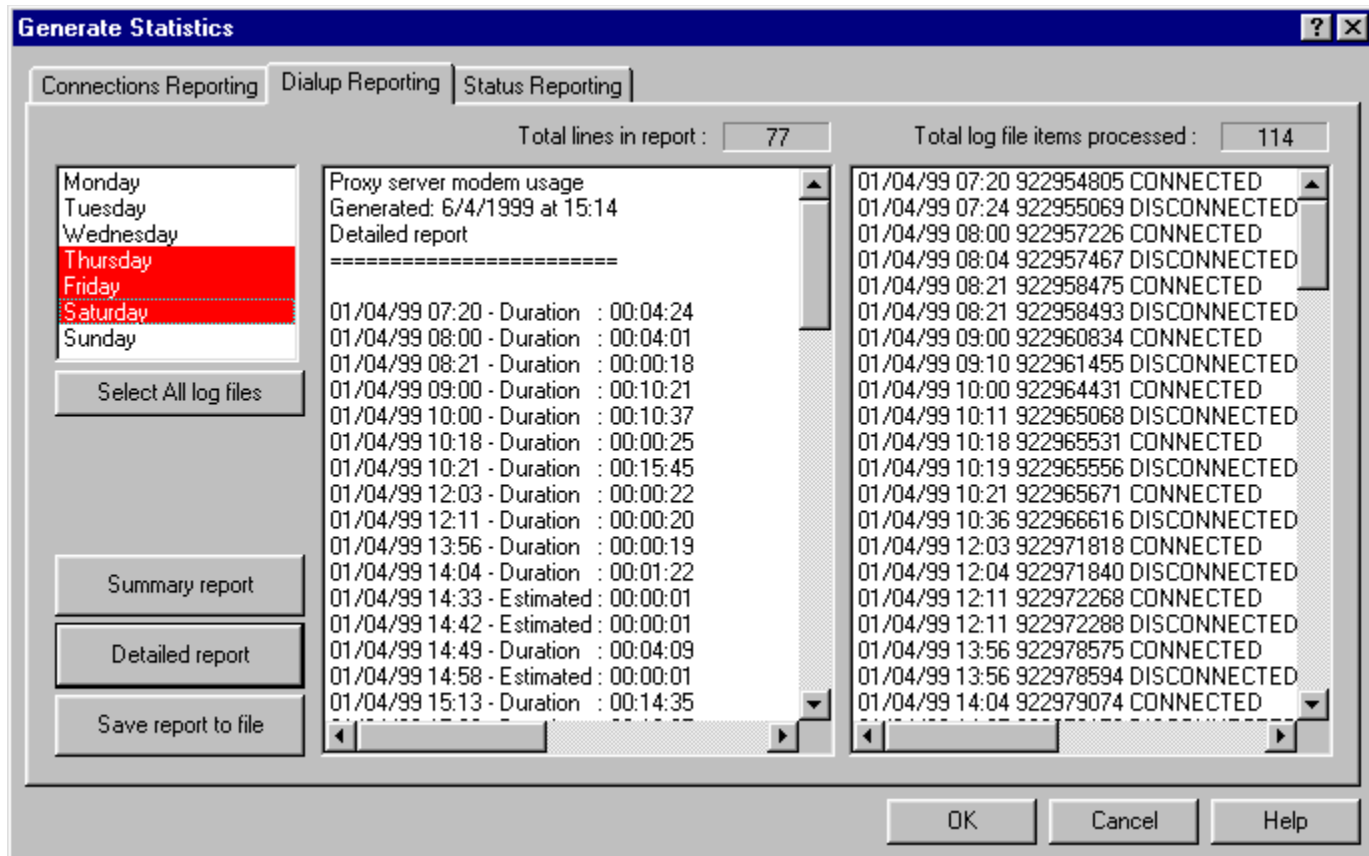 Generate Statistics
Connections Reporting
Dialup Reporting
Status Reporting
Total lines in report : 77
Total log file items processed : 114
Monday
Tuesday
Wednesday
Thursday
Friday
Saturday
Sunday
Select All log files
Summary report
Detailed report
Save report to file
Proxy server modem usage
Generated: 6/4/1999 at 15:14
Detailed report
========================
01/04/99 07:20 - Duration : 00:04:24
01/04/99 08:00 - Duration : 00:04:01
01/04/99 08:21 - Duration : 00:00:18
01/04/99 09:00 - Duration : 00:10:21
01/04/99 10:00 - Duration : 00:10:37
01/04/99 10:18 - Duration : 00:00:25
01/04/99 10:21 - Duration : 00:15:45
01/04/99 12:03 - Duration : 00:00:22
01/04/99 12:11 - Duration : 00:00:20
01/04/99 13:56 - Duration : 00:00:19
01/04/99 14:04 - Duration : 00:01:22
01/04/99 14:33 - Estimated : 00:00:01
01/04/99 14:42 - Estimated : 00:00:01
01/04/99 14:49 - Duration : 00:04:09
01/04/99 14:58 - Estimated : 00:00:01
01/04/99 15:13 - Duration : 00:14:35
01/04/99 07:20 922954805 CONNECTED
01/04/99 07:24 922955069 DISCONNECTED
01/04/99 08:00 922957226 CONNECTED
01/04/99 08:04 922957467 DISCONNECTED
01/04/99 08:21 922958475 CONNECTED
01/04/99 08:21 922958493 DISCONNECTED
01/04/99 09:00 922960834 CONNECTED
01/04/99 09:10 922961455 DISCONNECTED
01/04/99 10:00 922964431 CONNECTED
01/04/99 10:11 922965068 DISCONNECTED
01/04/99 10:18 922965531 CONNECTED
01/04/99 10:19 922965556 DISCONNECTED
01/04/99 10:21 922965671 CONNECTED
01/04/99 10:36 922966616 DISCONNECTED
01/04/99 12:03 922971818 CONNECTED
01/04/99 12:04 922971840 DISCONNECTED
01/04/99 12:11 922972268 CONNECTED
01/04/99 12:11 922972288 DISCONNECTED
01/04/99 13:56 922978575 CONNECTED
01/04/99 13:56 922978594 DISCONNECTED
01/04/99 14:04 922979074 CONNECTED
OK
Cancel
Help